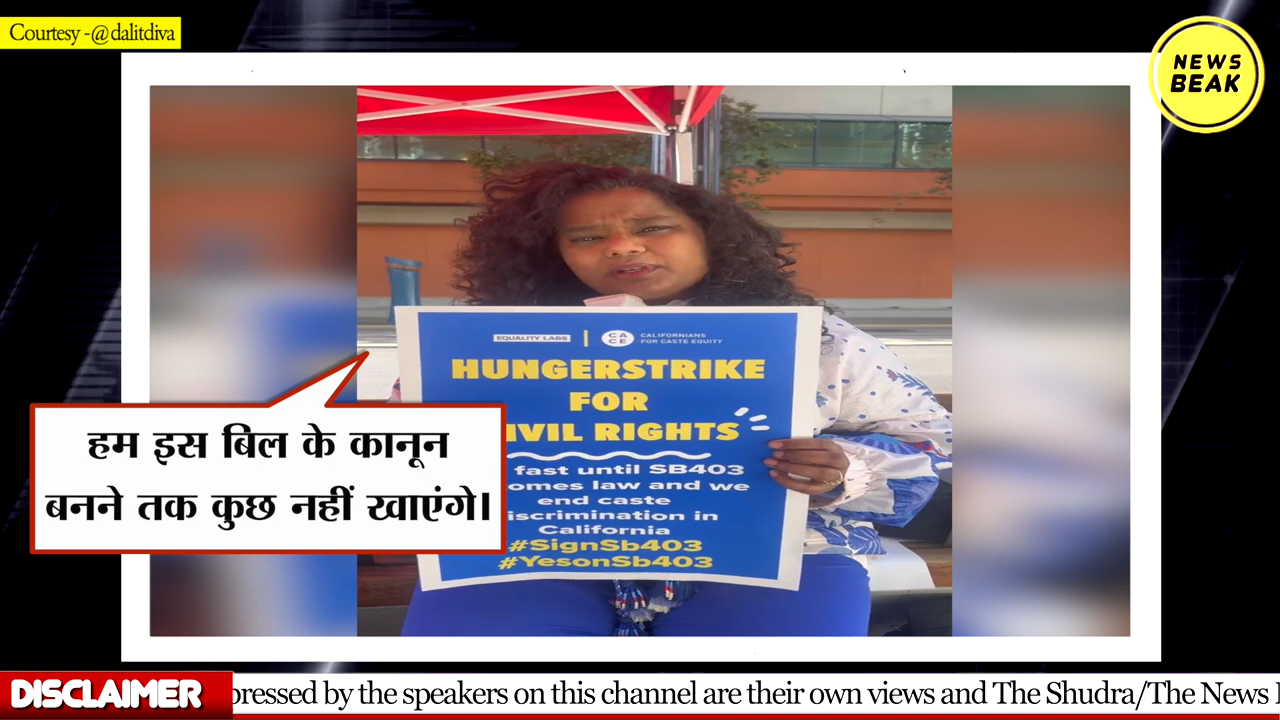 Courtesy -@dalitdiva
NEWS
BEAK
EQUALITY LABS
CA
CE
CALIFORNIANS
FOR CASTE EQUITY
HUNGERSTRIKE
FOR
IVIL RIGHTS
fast until SB403
omes law and we
end caste
iscrimination in
California
#SignSb403
#YesonSb403
हम इस बिल के कानून
बनने तक कुछ नहीं खाएंगे।
DISCLAIMER
pressed by the speakers on this channel are their own views and The Shudra/The News